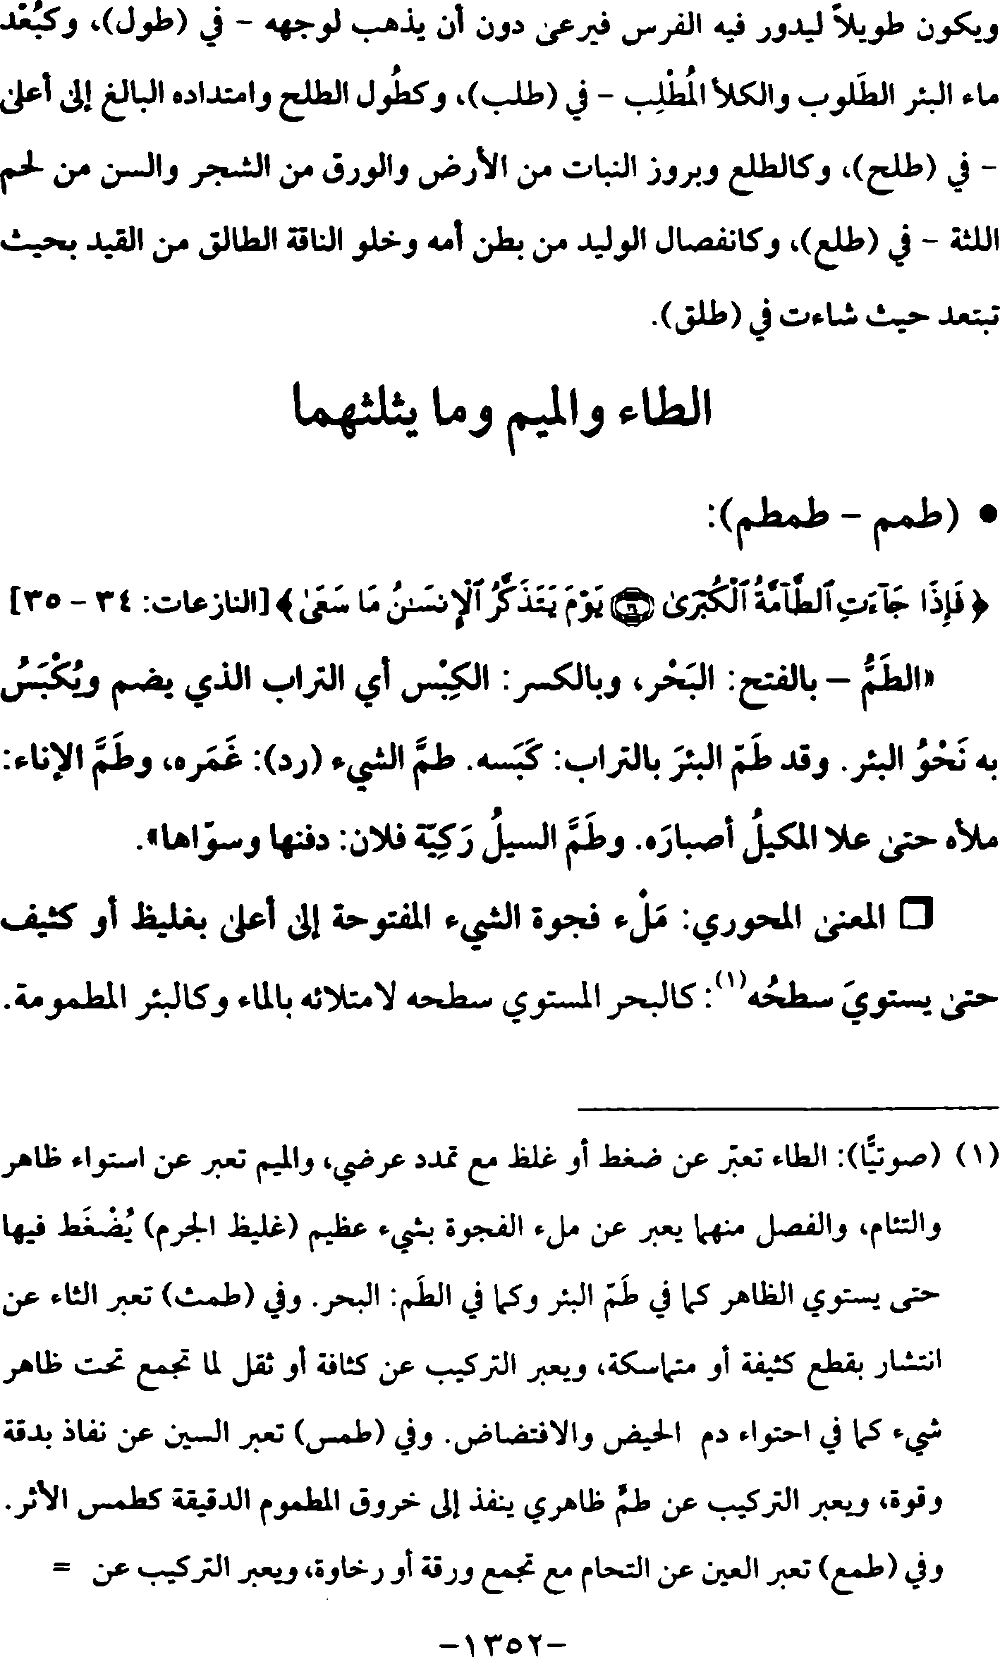 ويكون طويلاً ليدور فيه الفرس فيرعى دون أن يذهب لوجهه - في (طول)، وكبُعْد
ماء البئر الطَلوب والكلأ المُطْلِب - في (طلب)، وكطُول الطلح وامتداده البالغ إلى أعلى
- في (طلح)، وكالطلع وبروز النبات من الأرض والورق من الشجر والسن من لحم
اللثة - في (طلع)، وكانفصال الوليد من بطن أمه وخلو الناقة الطالق من القيد بحيث
تبتعد حيث شاءت في (طلق).
الطاء والميم وما يثلثهما
• (طمم - طمطم):
﴿فَإِذَا جَآءَتِ ٱلطَّآمَّةُ ٱلْكُبْرَىٰ ۝ يَوْمَ يَتَذَكَّرُ ٱلْإِنسَـٰنُ مَا سَعَىٰ﴾ [النازعات: ٣٤ - ٣٥]
«الطَمُّ – بالفتح: البَحْر، وبالكسر: الكِبْس أي التراب الذي يضم ويُكْبَسُ
به نَحْوُ البئر. وقد طَمّ البئرَ بالتراب: كَبَسه. طمَّ الشيء (رد): غَمَره، وطَمَّ الإناء:
ملأه حتى علا المكيلُ أصبارَه. وطَمَّ السيلُ رَكِيّة فلان: دفنها وسوّاها».
❒ المعنى المحوري: مَلْء فجوة الشيء المفتوحة إلى أعلى بغليظ أو كثيف
حتى يستويَ سطحُه(١): كالبحر المستوي سطحه لامتلائه بالماء وكالبئر المطمومة.
(١) (صوتيًّا): الطاء تعبّر عن ضغط أو غلظ مع تمدد عرضي، والميم تعبر عن استواء ظاهر
والتئام، والفصل منهما يعبر عن ملء الفجوة بشيء عظيم (غليظ الجرم) يُضْغَط فيها
حتى يستوي الظاهر كما في طَمّ البئر وكما في الطَم: البحر. وفي (طمث) تعبر الثاء عن
انتشار بقطع كثيفة أو متماسكة، ويعبر التركيب عن كثافة أو ثقل لما تجمع تحت ظاهر
شيء كما في احتواء دم الحيض والافتضاض. وفي (طمس) تعبر السين عن نفاذ بدقة
وقوة، ويعبر التركيب عن طمٍّ ظاهري ينفذ إلى خروق المطموم الدقيقة كطمس الأثر.
وفي (طمع) تعبر العين عن التحام مع تجمع ورقة أو رخاوة، ويعبر التركيب عن =
-١٣٥٢-